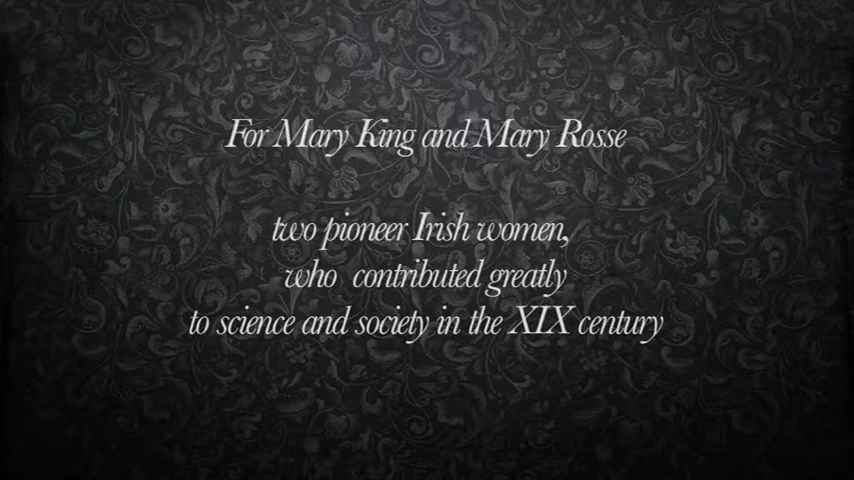 For Mary King and Mary Rosse
two pioneer Irish women,
who contributed greatly
to science and society in the XIX century